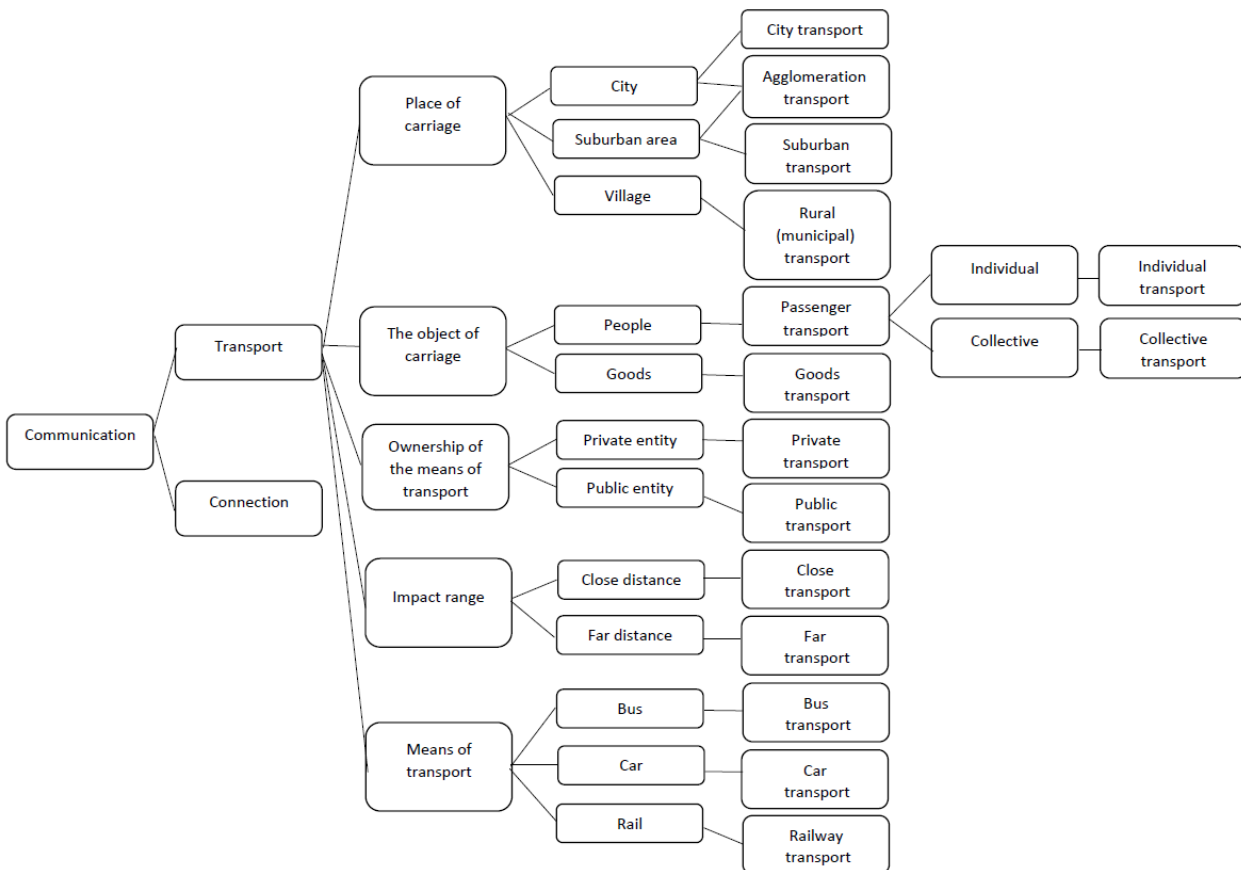 City transport
Agglomeration
transport
City
Place of
carriage
Suburban area
Suburban
transport
Village
Rural
(municipal)
transport
Individual
Individual
transport
Passenger
transport
People
The object of
carriage
Transport
Collective
Collective
transport
Goods
Goods
transport
Communication
Ownership of
the means of
transport
Private entity
Private
transport
Public entity
Public
transport
Connection
Close distance
Close
transport
Impact range
Far distance
Far
transport
Bus
Bus
transport
Means of
transport
Car
Car
transport
Rail
Railway
transport